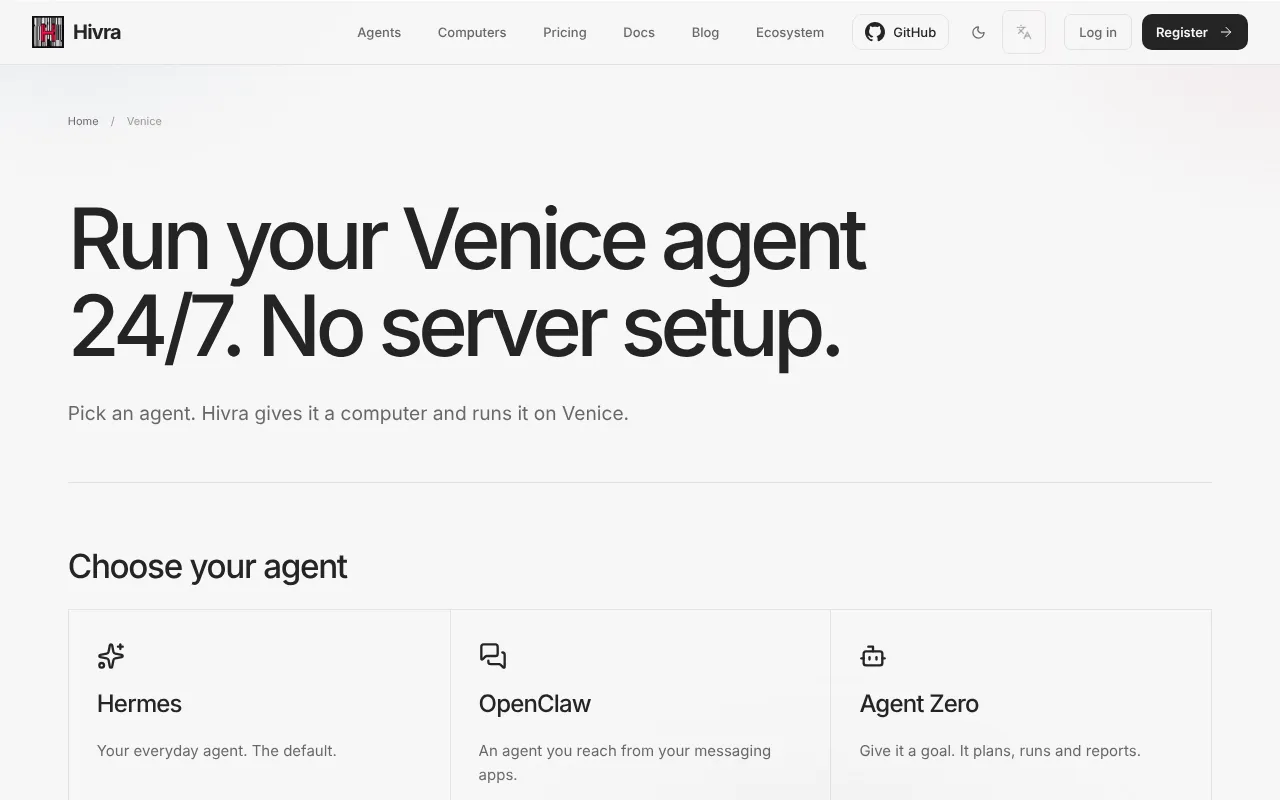 Hivra
Agents
Computers
Pricing
Docs
Blog
Ecosystem
GitHub
Log in
Register
Home / Venice
Run your Venice agent
24/7. No server setup.
Pick an agent. Hivra gives it a computer and runs it on Venice.
Choose your agent
Hermes
Your everyday agent. The default.
OpenClaw
An agent you reach from your messaging
apps.
Agent Zero
Give it a goal. It plans, runs and reports.